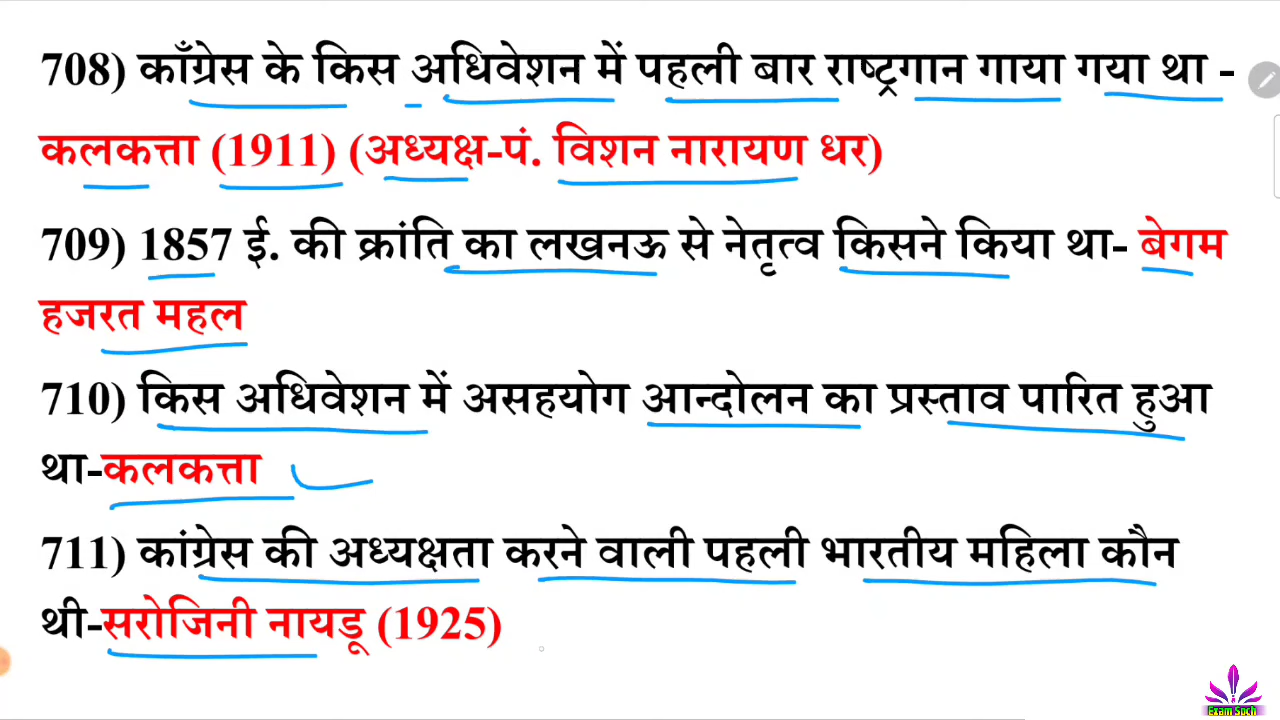 708) काँग्रेस के किस अधिवेशन में पहली बार राष्ट्रगान गाया गया था -
कलकत्ता (1911) (अध्यक्ष-पं. विशन नारायण धर)
709) 1857 ई. की क्रांति का लखनऊ से नेतृत्व किसने किया था- बेगम
हजरत महल
710) किस अधिवेशन में असहयोग आन्दोलन का प्रस्ताव पारित हुआ
था-कलकत्ता
711) कांग्रेस की अध्यक्षता करने वाली पहली भारतीय महिला कौन
थी-सरोजिनी नायडू (1925)
Exam Soch